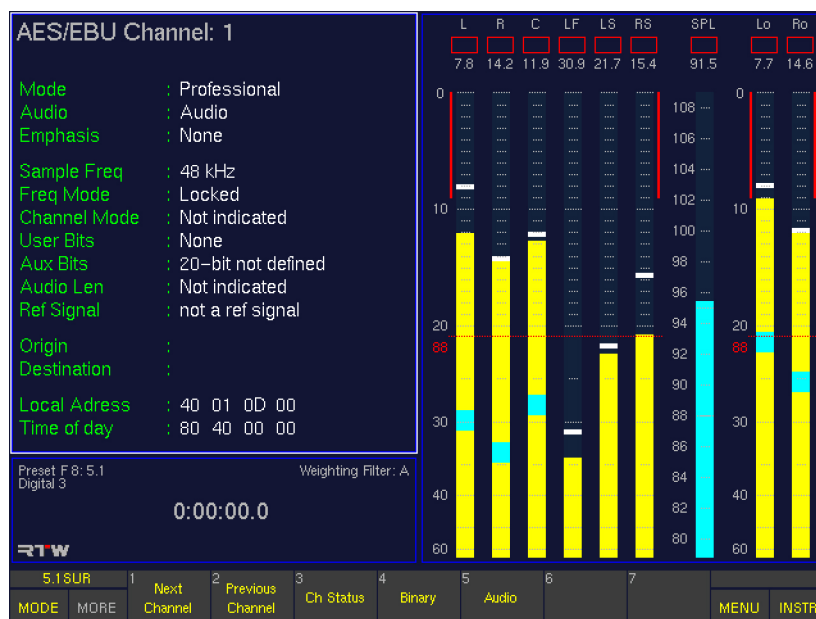 AES/EBU Channel: 1
Mode : Professional
Audio : Audio
Emphasis : None
Sample Freq : 48 kHz
Freq Mode : Locked
Channel Mode : Not indicated
User Bits : None
Aux Bits : 20-bit not defined
Audio Len : Not indicated
Ref Signal : not a ref signal
Origin :
Destination :
Local Adress : 40 01 0D 00
Time of day : 80 40 00 00
Preset F 8: 5.1 Weighting Filter: A
Digital 3
0:00:00.0
RTW
L R C LF LS RS SPL Lo Ro
7.8 14.2 11.9 30.9 21.7 15.4 91.5 7.7 14.6
0 0
108
106
104
102
10 10
100
98
96
94
20 20
88 88
92
90
30 30
88
86
84
40 40
82
80
60 60
5.1SUR 1 2 3 4 5 6 7
Next Channel
Previous Channel
Ch Status
Binary
Audio
MODE MORE MENU INSTR